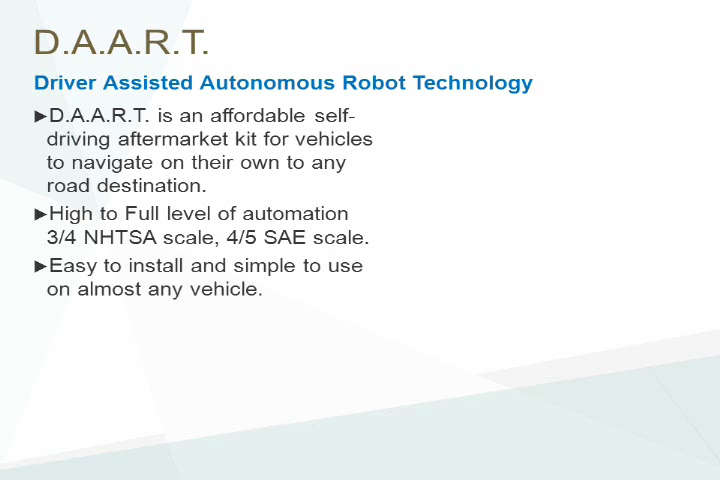 D.A.A.R.T.
Driver Assisted Autonomous Robot Technology
►D.A.A.R.T. is an affordable self-
driving aftermarket kit for vehicles
to navigate on their own to any
road destination.
►High to Full level of automation
3/4 NHTSA scale, 4/5 SAE scale.
►Easy to install and simple to use
on almost any vehicle.